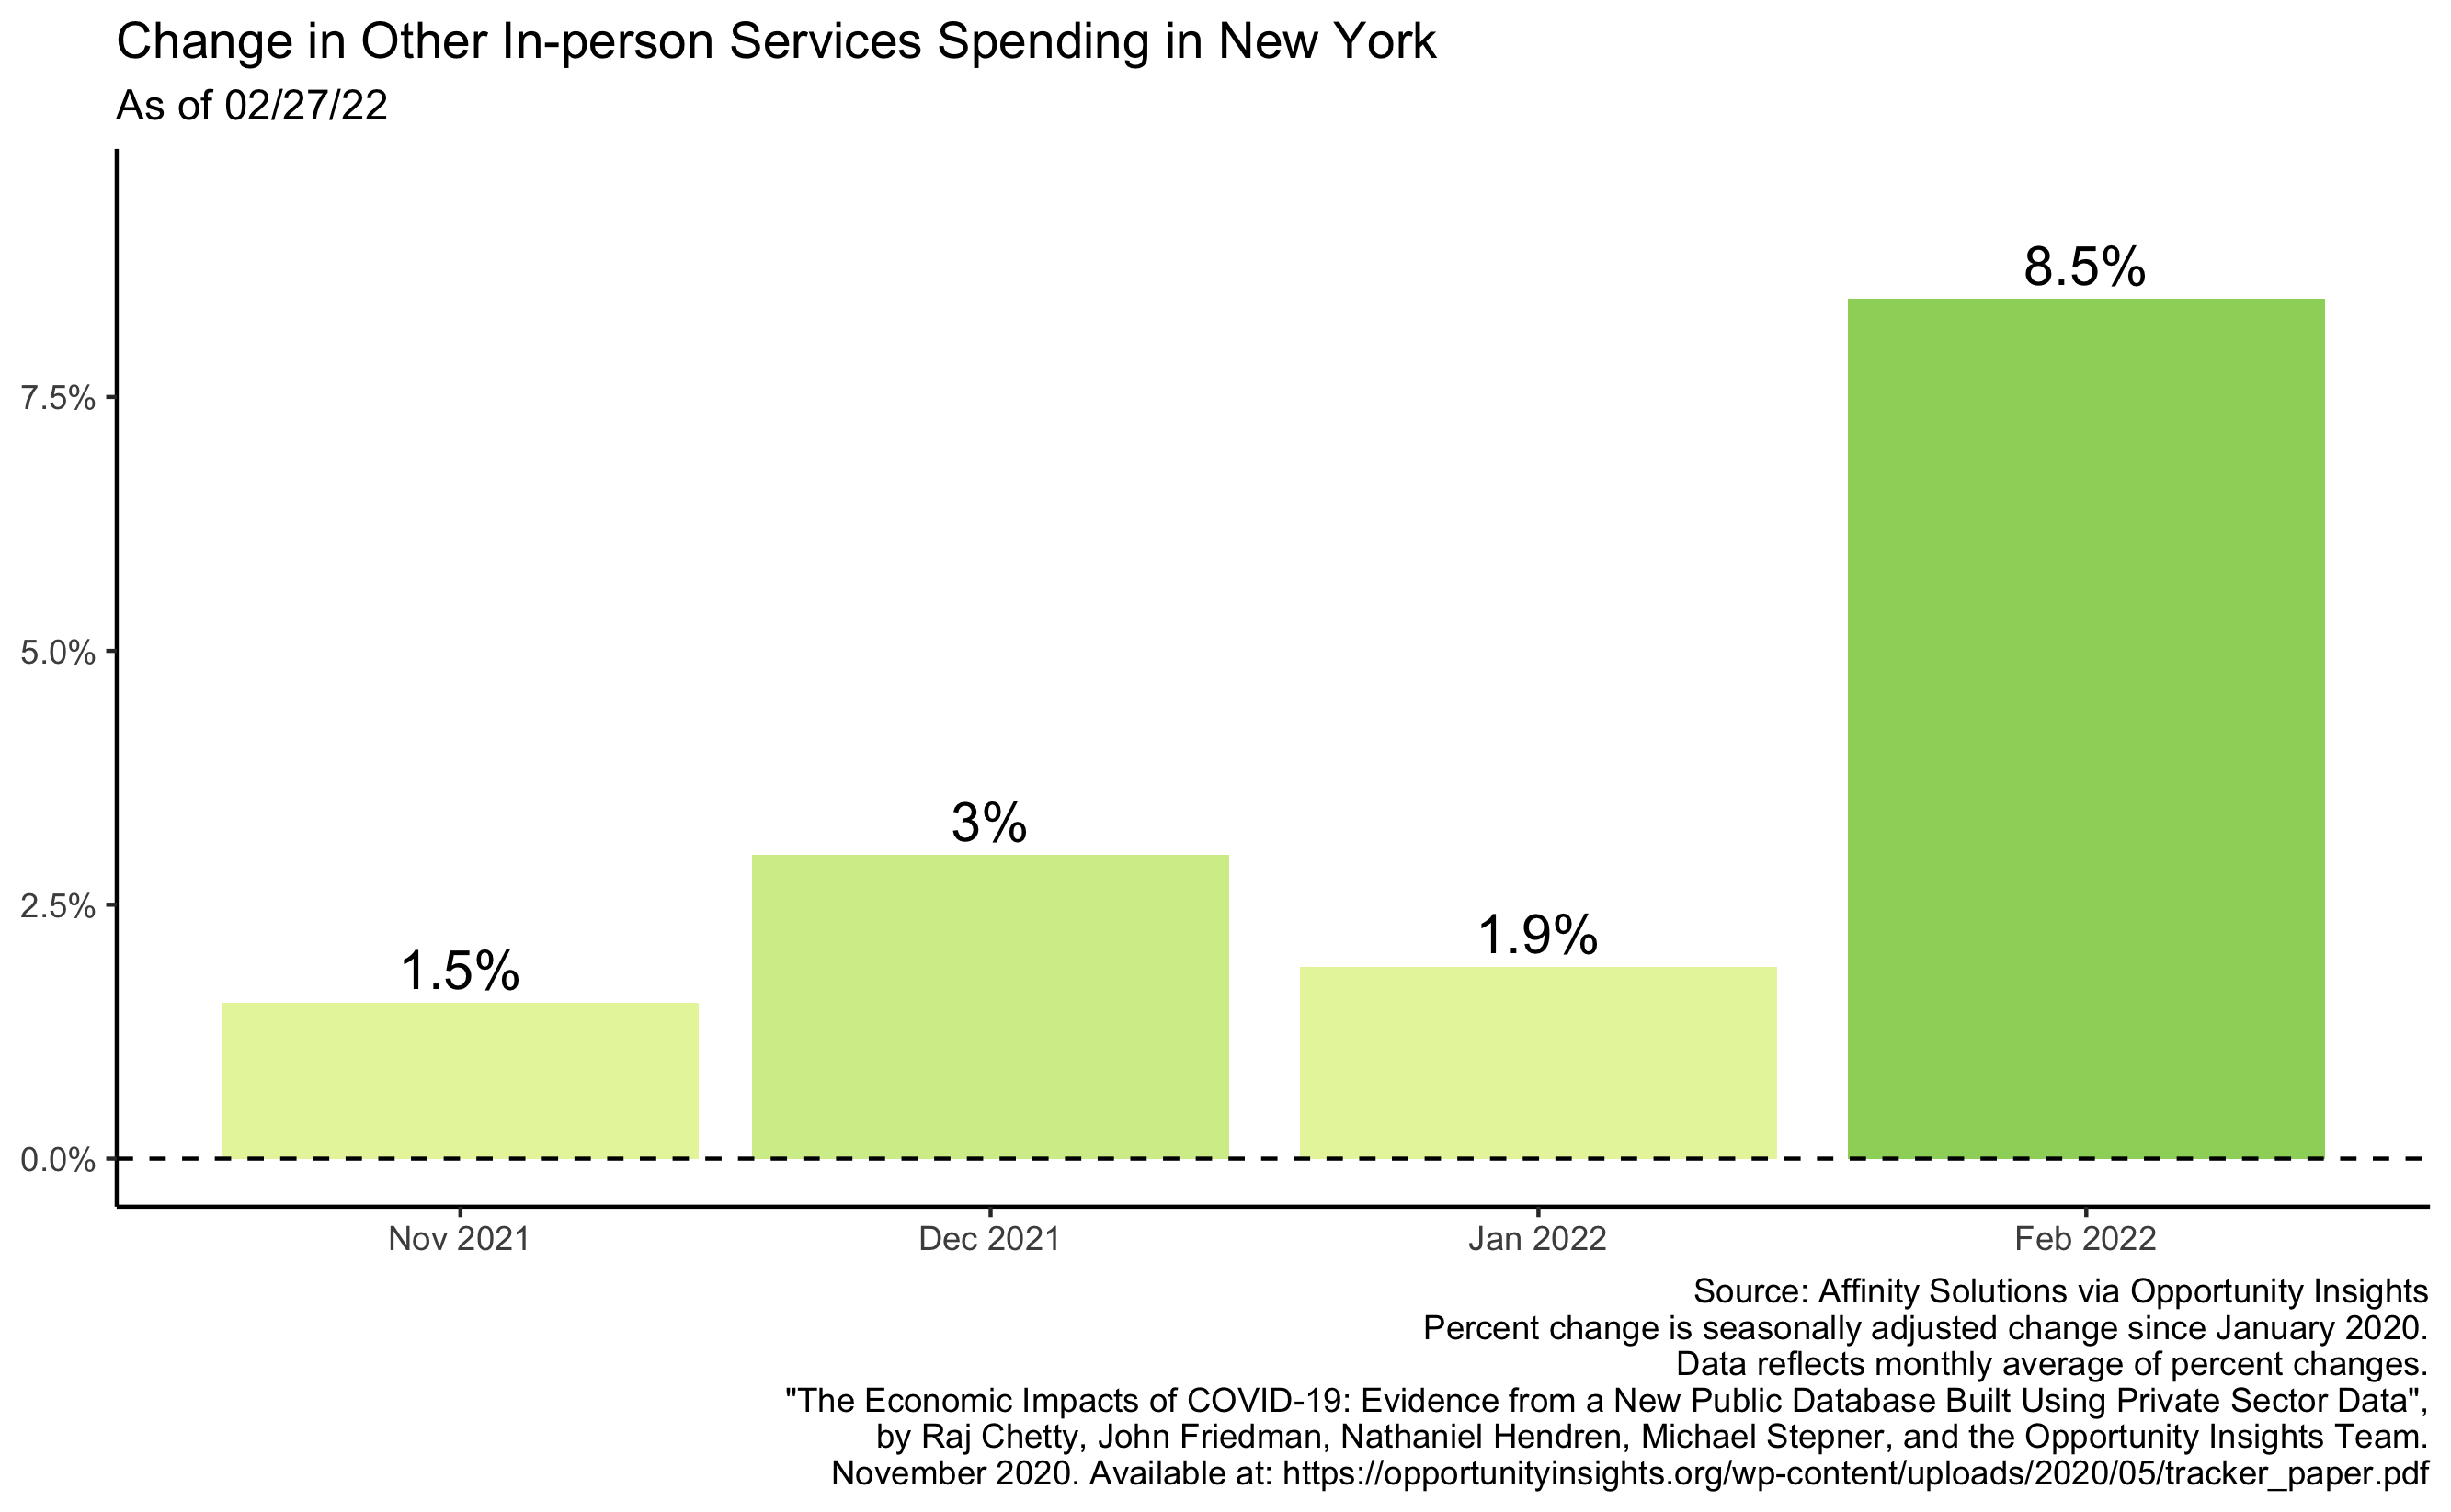 Change in Other In-person Services Spending in New York
As of 02/27/22
8.5%
7.5%
5.0%
3%
2.5%
1.9%
1.5%
0.0%
Nov 2021
Dec 2021
Jan 2022
Feb 2022
Source: Affinity Solutions via Opportunity Insights
Percent change is seasonally adjusted change since January 2020.
Data reflects monthly average of percent changes.
"The Economic Impacts of COVID-19: Evidence from a New Public Database Built Using Private Sector Data",
by Raj Chetty, John Friedman, Nathaniel Hendren, Michael Stepner, and the Opportunity Insights Team.
November 2020. Available at: https://opportunityinsights.org/wp-content/uploads/2020/05/tracker_paper.pdf